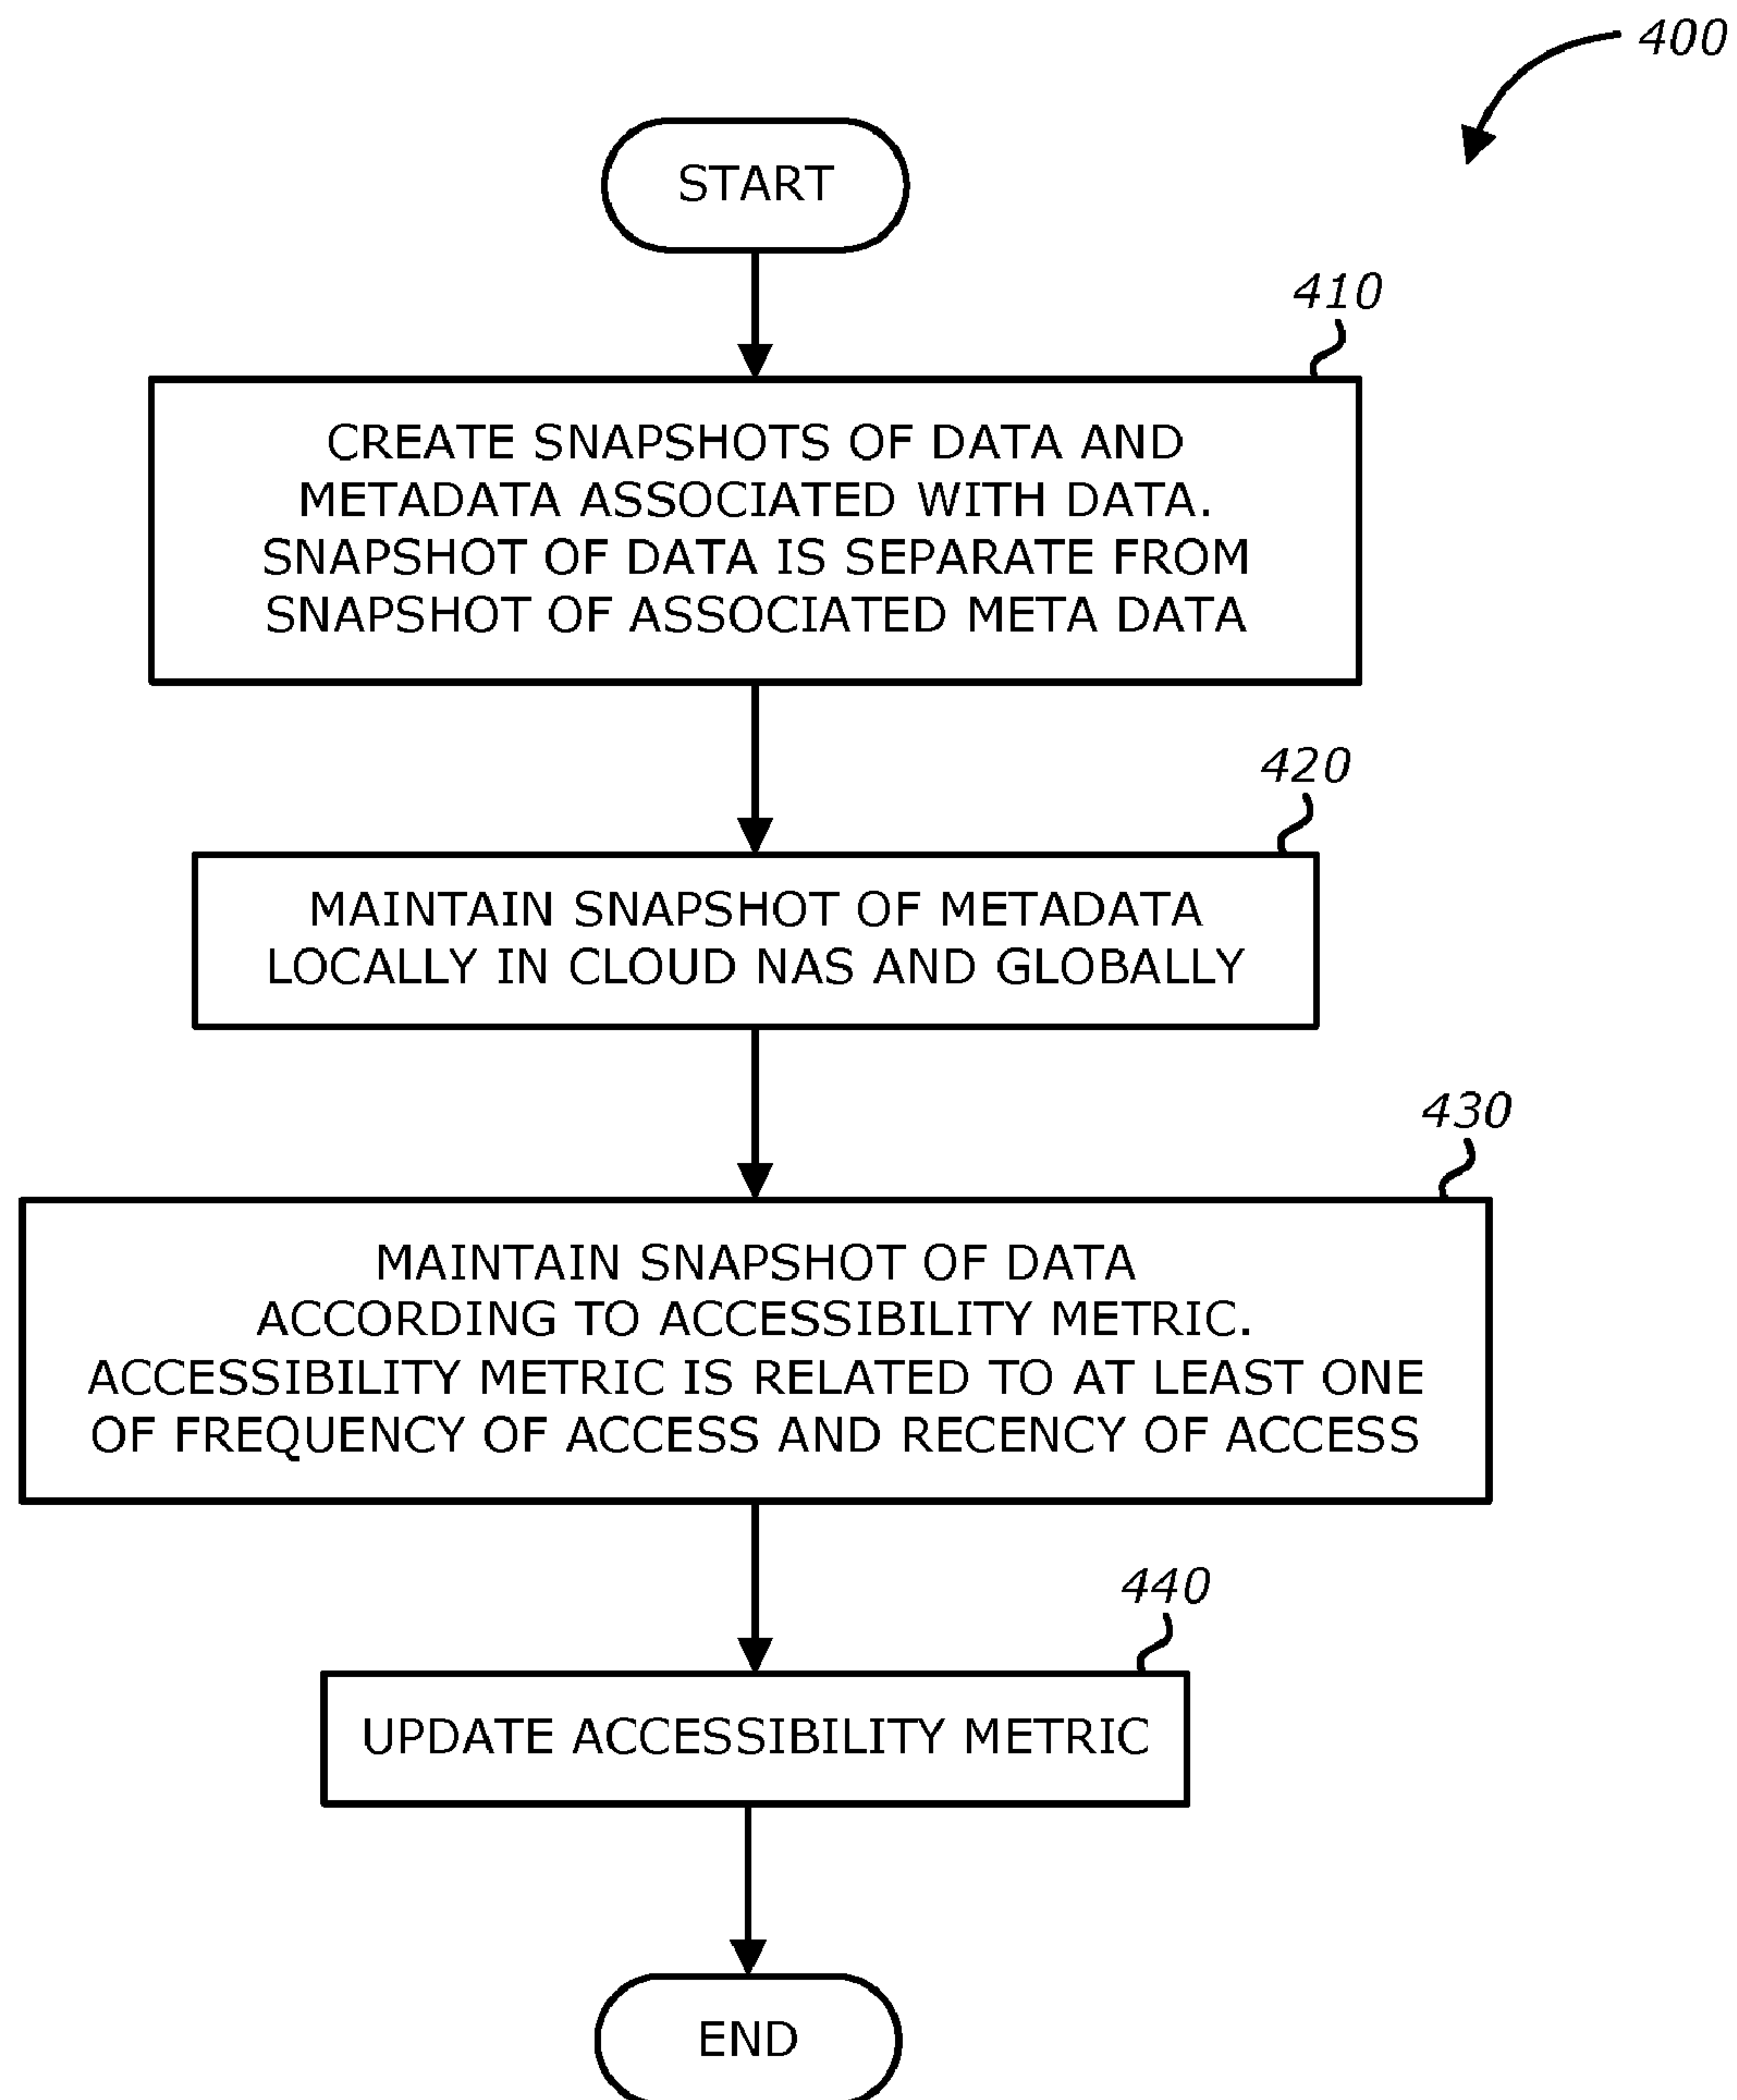 400
START
410
CREATE SNAPSHOTS OF DATA AND
METADATA ASSOCIATED WITH DATA.
SNAPSHOT OF DATA IS SEPARATE FROM
SNAPSHOT OF ASSOCIATED META DATA
420
MAINTAIN SNAPSHOT OF METADATA
LOCALLY IN CLOUD NAS AND GLOBALLY
430
MAINTAIN SNAPSHOT OF DATA
ACCORDING TO ACCESSIBILITY METRIC.
ACCESSIBILITY METRIC IS RELATED TO AT LEAST ONE
OF FREQUENCY OF ACCESS AND RECENCY OF ACCESS
440
UPDATE ACCESSIBILITY METRIC
END